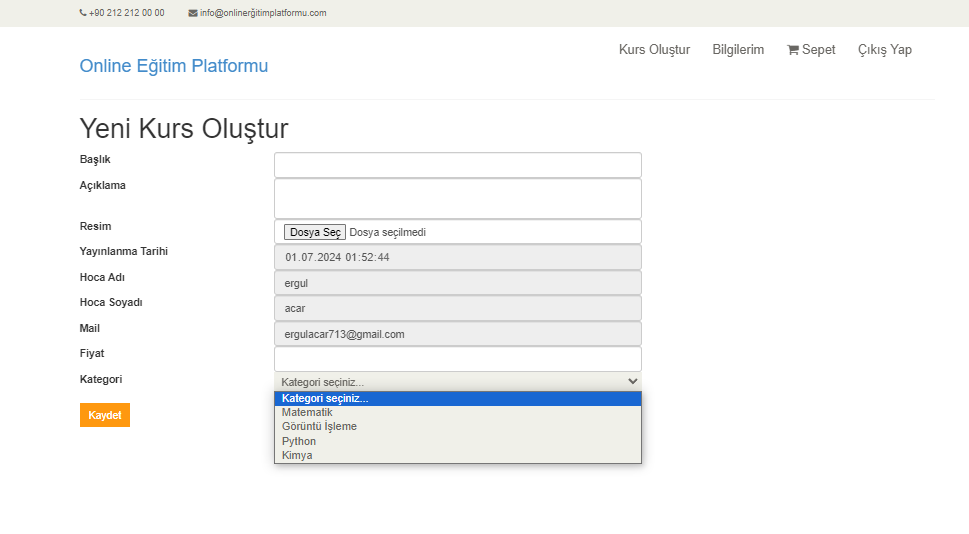 +90 212 212 00 00 info@onlinerğitimplatformu.com
Kurs Oluştur Bilgilerim Sepet Çıkış Yap
Online Eğitim Platformu
Yeni Kurs Oluştur
Başlık
Açıklama
Resim Dosya Seç Dosya seçilmedi
Yayınlanma Tarihi 01.07.2024 01:52:44
Hoca Adı ergul
Hoca Soyadı acar
Mail ergulacar713@gmail.com
Fiyat
Kategori Kategori seçiniz...
Kategori seçiniz...
Matematik
Görüntü İşleme
Python
Kimya
Kaydet